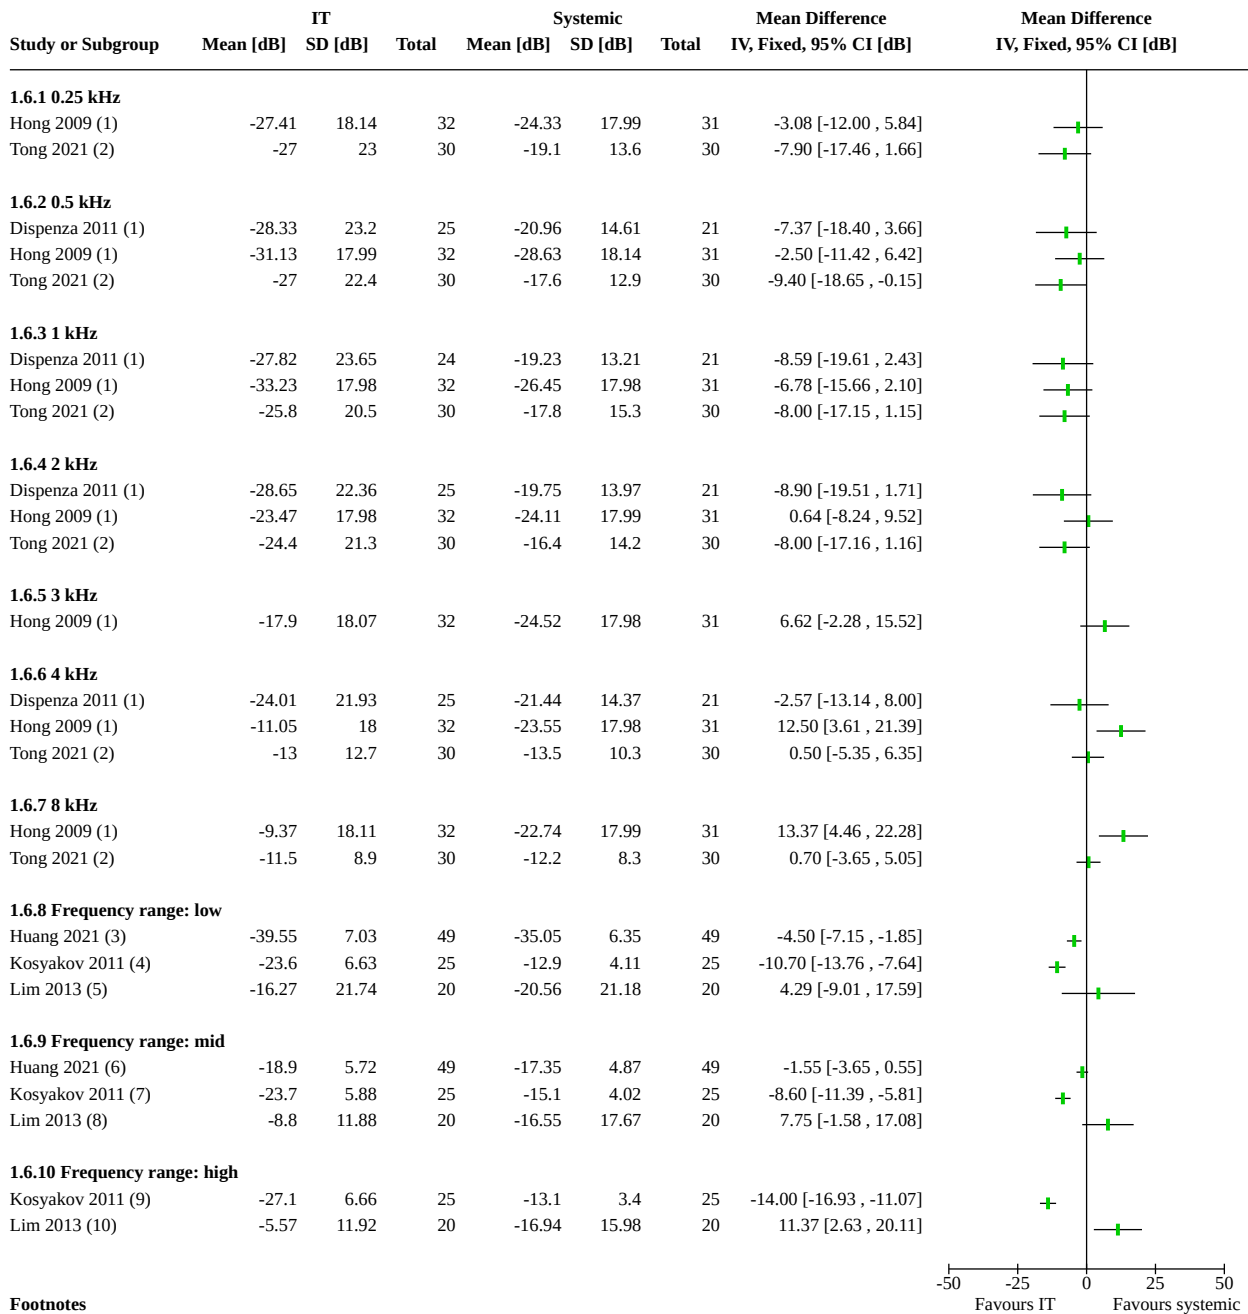 IT Systemic Mean Difference Mean Difference
Study or Subgroup Mean [dB] SD [dB] Total Mean [dB] SD [dB] Total IV, Fixed, 95% CI [dB] IV, Fixed, 95% CI [dB]
1.6.1 0.25 kHz
Hong 2009 (1) -27.41 18.14 32 -24.33 17.99 31 -3.08 [-12.00 , 5.84]
Tong 2021 (2) -27 23 30 -19.1 13.6 30 -7.90 [-17.46 , 1.66]
1.6.2 0.5 kHz
Dispenza 2011 (1) -28.33 23.2 25 -20.96 14.61 21 -7.37 [-18.40 , 3.66]
Hong 2009 (1) -31.13 17.99 32 -28.63 18.14 31 -2.50 [-11.42 , 6.42]
Tong 2021 (2) -27 22.4 30 -17.6 12.9 30 -9.40 [-18.65 , -0.15]
1.6.3 1 kHz
Dispenza 2011 (1) -27.82 23.65 24 -19.23 13.21 21 -8.59 [-19.61 , 2.43]
Hong 2009 (1) -33.23 17.98 32 -26.45 17.98 31 -6.78 [-15.66 , 2.10]
Tong 2021 (2) -25.8 20.5 30 -17.8 15.3 30 -8.00 [-17.15 , 1.15]
1.6.4 2 kHz
Dispenza 2011 (1) -28.65 22.36 25 -19.75 13.97 21 -8.90 [-19.51 , 1.71]
Hong 2009 (1) -23.47 17.98 32 -24.11 17.99 31 0.64 [-8.24 , 9.52]
Tong 2021 (2) -24.4 21.3 30 -16.4 14.2 30 -8.00 [-17.16 , 1.16]
1.6.5 3 kHz
Hong 2009 (1) -17.9 18.07 32 -24.52 17.98 31 6.62 [-2.28 , 15.52]
1.6.6 4 kHz
Dispenza 2011 (1) -24.01 21.93 25 -21.44 14.37 21 -2.57 [-13.14 , 8.00]
Hong 2009 (1) -11.05 18 32 -23.55 17.98 31 12.50 [3.61 , 21.39]
Tong 2021 (2) -13 12.7 30 -13.5 10.3 30 0.50 [-5.35 , 6.35]
1.6.7 8 kHz
Hong 2009 (1) -9.37 18.11 32 -22.74 17.99 31 13.37 [4.46 , 22.28]
Tong 2021 (2) -11.5 8.9 30 -12.2 8.3 30 0.70 [-3.65 , 5.05]
1.6.8 Frequency range: low
Huang 2021 (3) -39.55 7.03 49 -35.05 6.35 49 -4.50 [-7.15 , -1.85]
Kosyakov 2011 (4) -23.6 6.63 25 -12.9 4.11 25 -10.70 [-13.76 , -7.64]
Lim 2013 (5) -16.27 21.74 20 -20.56 21.18 20 4.29 [-9.01 , 17.59]
1.6.9 Frequency range: mid
Huang 2021 (6) -18.9 5.72 49 -17.35 4.87 49 -1.55 [-3.65 , 0.55]
Kosyakov 2011 (7) -23.7 5.88 25 -15.1 4.02 25 -8.60 [-11.39 , -5.81]
Lim 2013 (8) -8.8 11.88 20 -16.55 17.67 20 7.75 [-1.58 , 17.08]
1.6.10 Frequency range: high
Kosyakov 2011 (9) -27.1 6.66 25 -13.1 3.4 25 -14.00 [-16.93 , -11.07]
Lim 2013 (10) -5.57 11.92 20 -16.94 15.98 20 11.37 [2.63 , 20.11]
-50 -25 0 25 50
Footnotes Favours IT Favours systemic